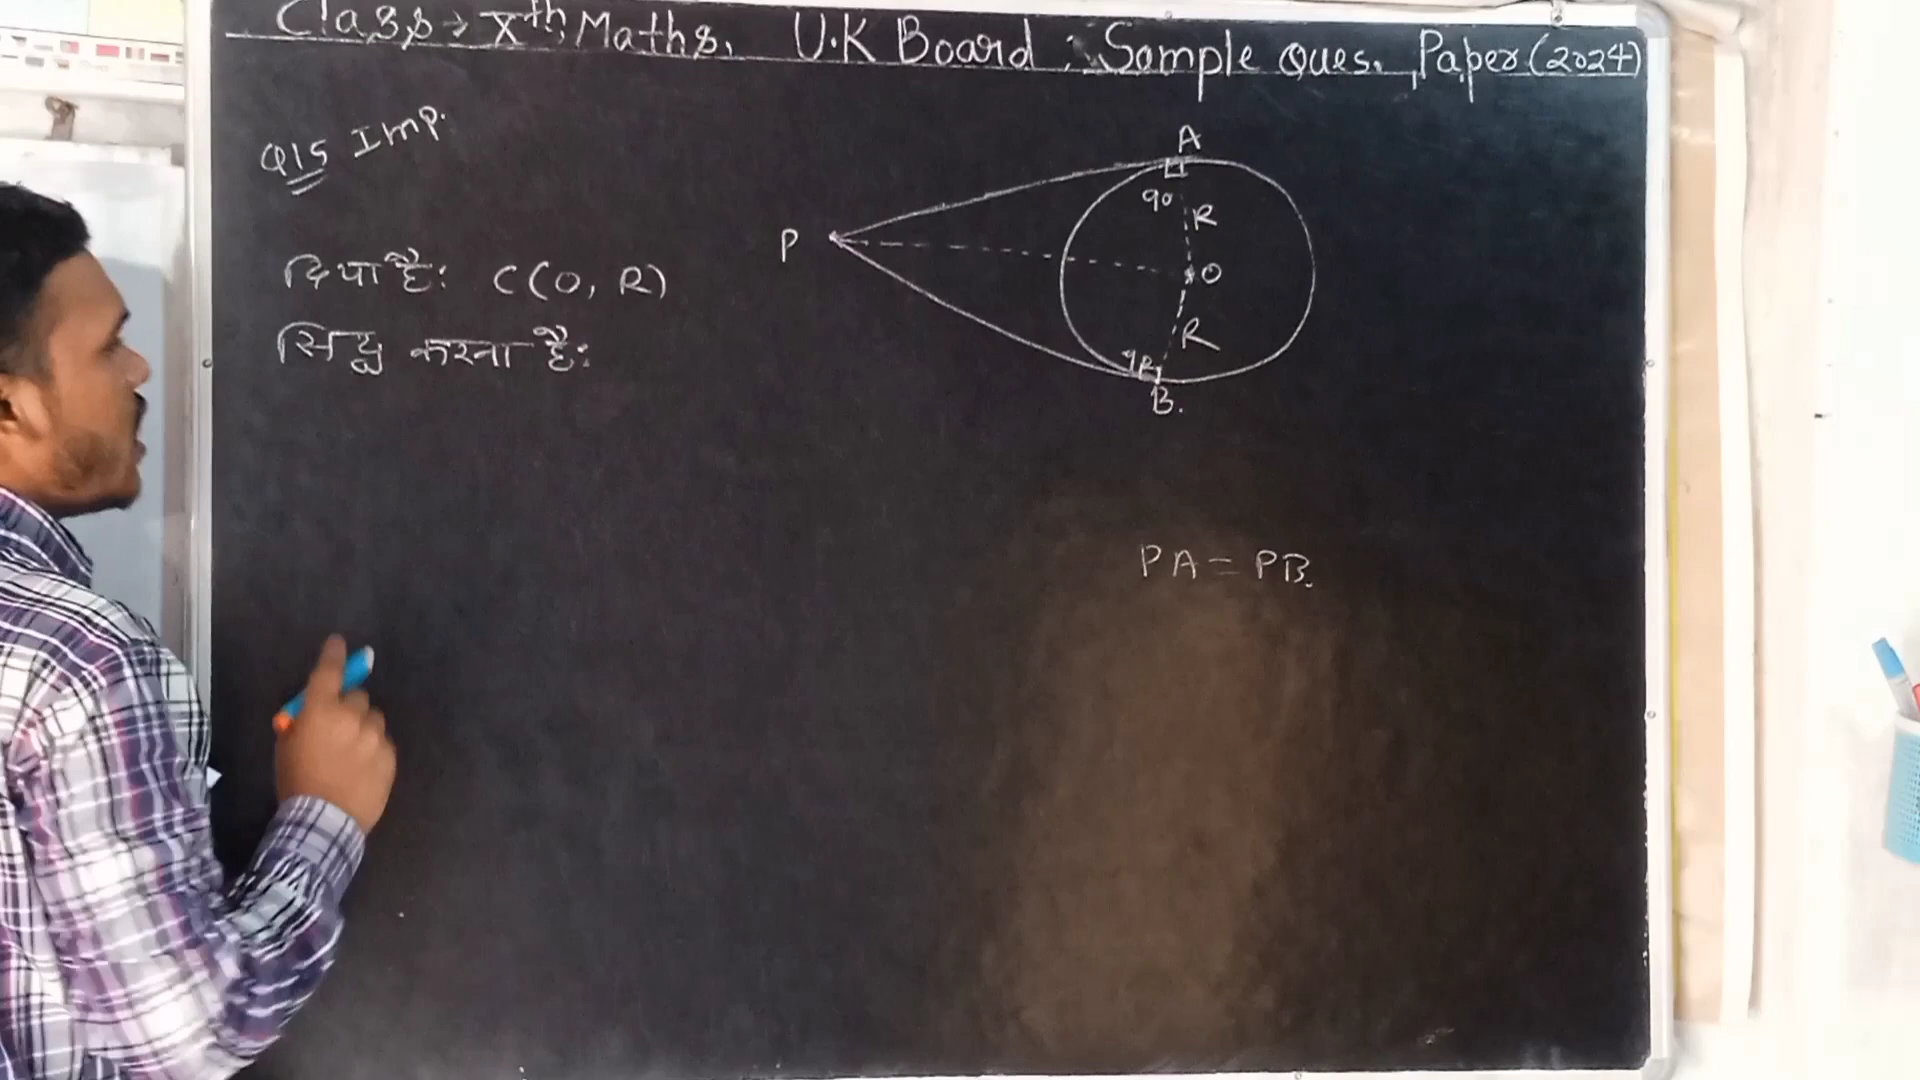 Class → Xth, Maths. U.K Board : Sample Ques. Paper (2024)
Q15 Imp.
A
90
R
P
O
दिया है: C(O, R)
R
सिद्ध करना है:
90
B.
PA = PB.